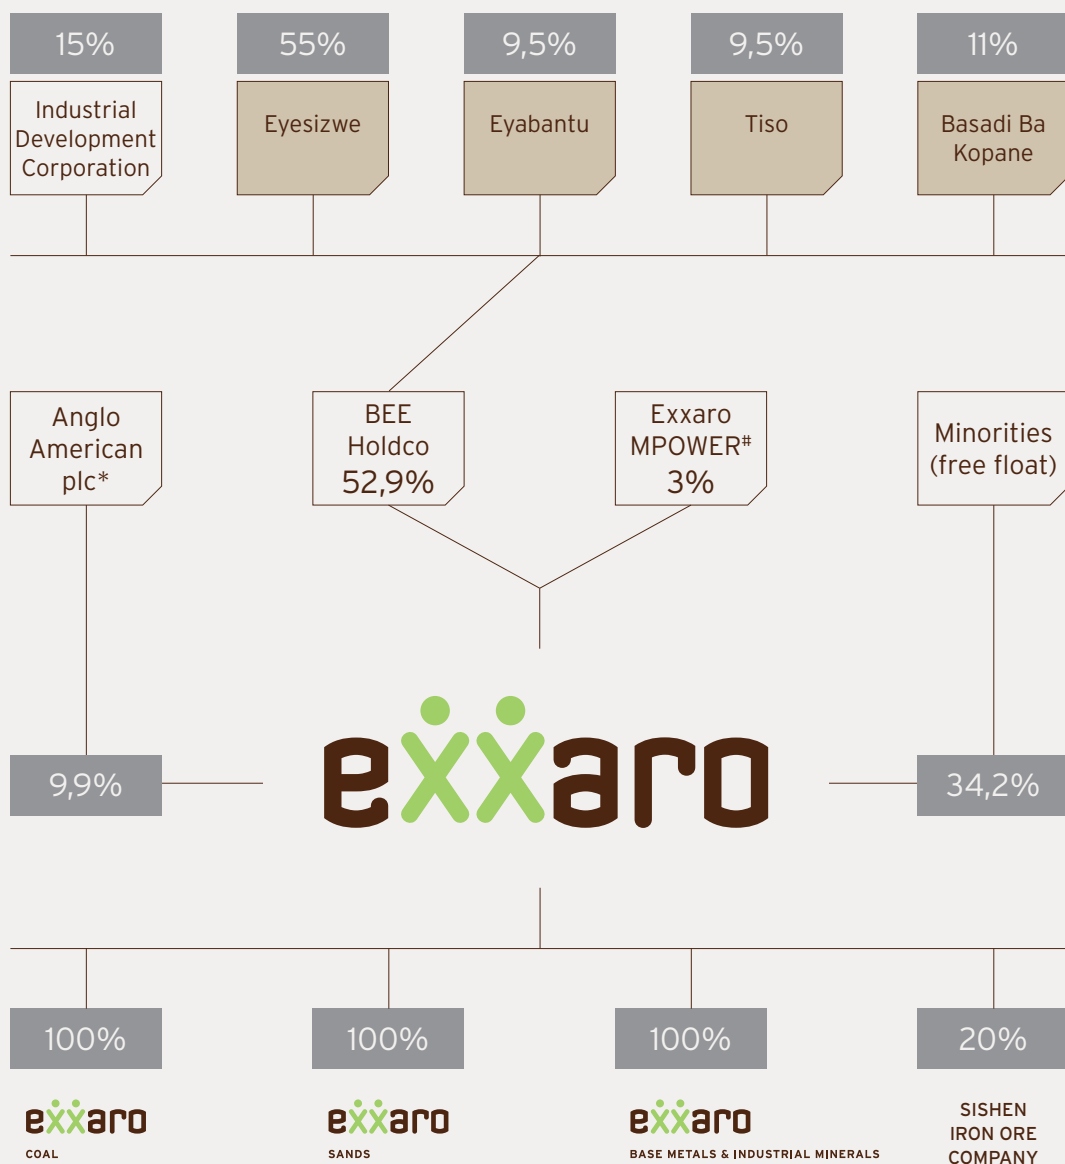 15%
55%
9,5%
9,5%
11%
Industrial
Development
Corporation
Eyesizwe
Eyabantu
Tiso
Basadi Ba
Kopane
Anglo
American
plc*
BEE
Holdco
52,9%
Exxaro
MPOWER#
3%
Minorities
(free float)
9,9%
exxaro
34,2%
100%
100%
100%
20%
exxaro
COAL
exxaro
SANDS
exxaro
BASE METALS & INDUSTRIAL MINERALS
SISHEN
IRON ORE
COMPANY